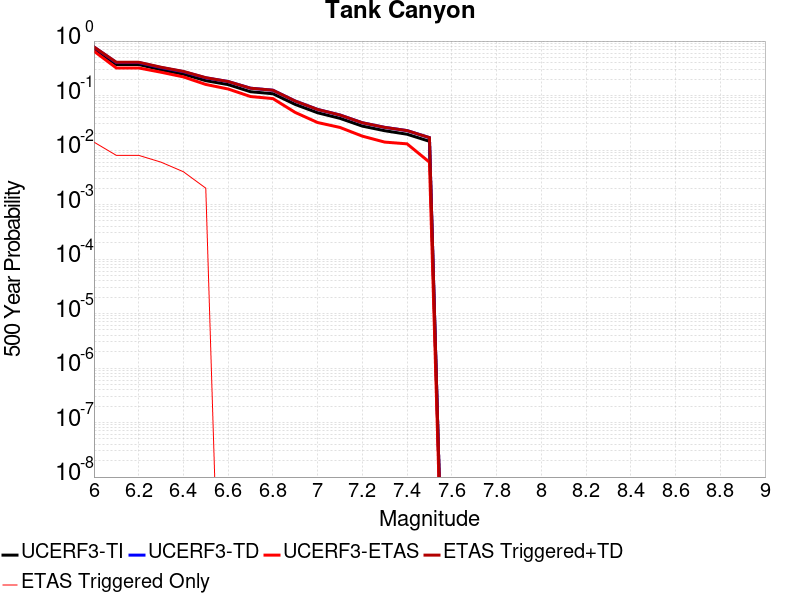 Tank Canyon
500 Year Probability
10^0
10^-1
10^-2
10^-3
10^-4
10^-5
10^-6
10^-7
10^-8
6 6.2 6.4 6.6 6.8 7 7.2 7.4 7.6 7.8 8 8.2 8.4 8.6 8.8 9
Magnitude
UCERF3-TI UCERF3-TD UCERF3-ETAS ETAS Triggered+TD
ETAS Triggered Only